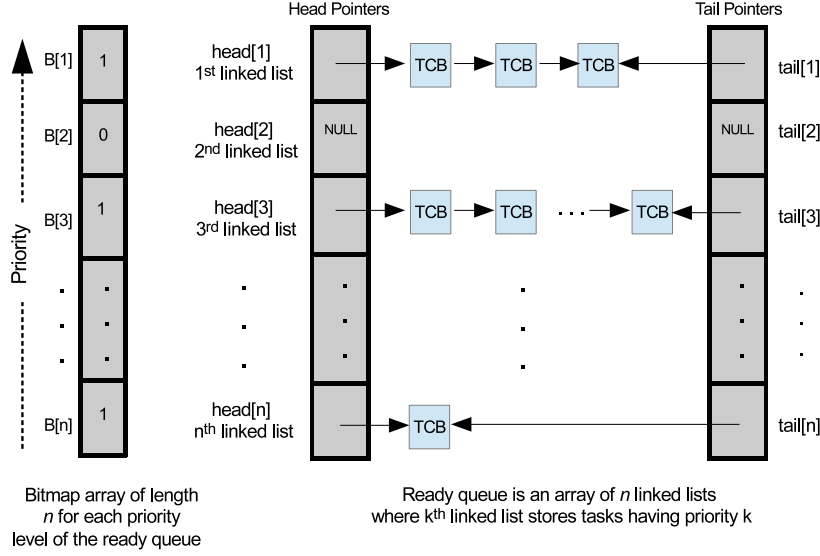 Head Pointers Tail Pointers
B[1] 1 head[1] TCB TCB TCB tail[1]
1st linked list
B[2] 0 head[2] NULL NULL tail[2]
2nd linked list
B[3] 1 head[3] TCB TCB . . . TCB tail[3]
3rd linked list
Priority
B[n] 1 head[n] TCB tail[n]
nth linked list
Bitmap array of length
n for each priority
level of the ready queue
Ready queue is an array of n linked lists
where kth linked list stores tasks having priority k